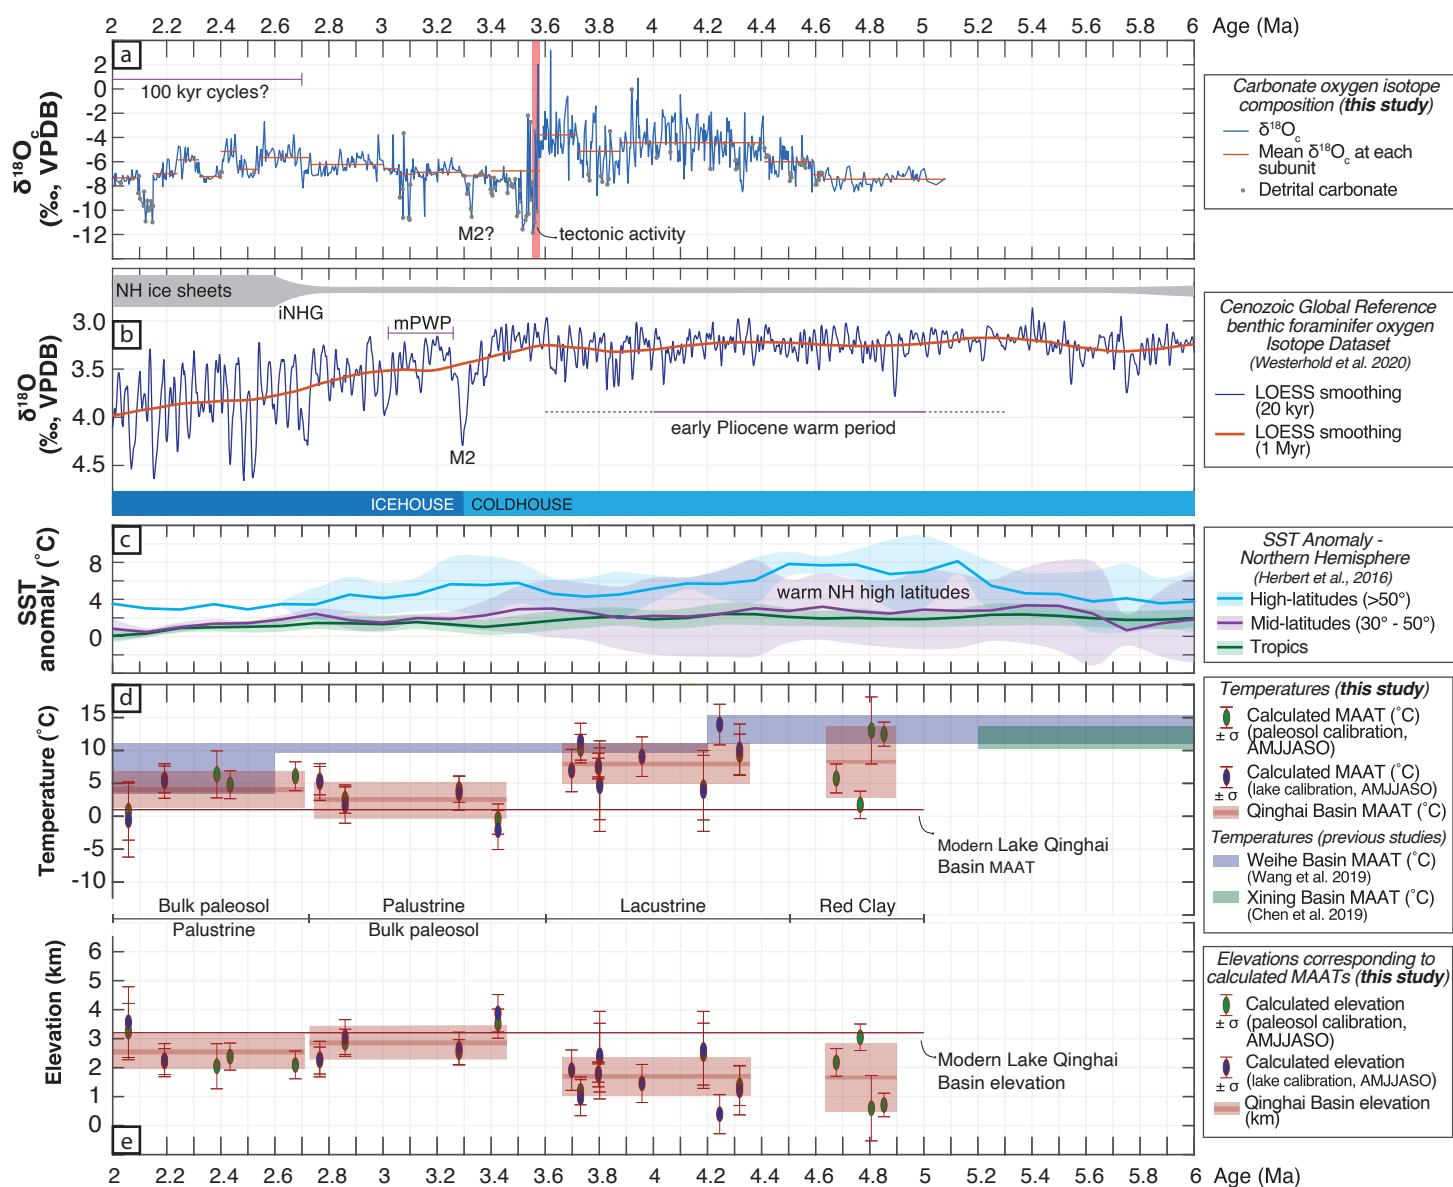 2 2.2 2.4 2.6 2.8 3 3.2 3.4 3.6 3.8 4 4.2 4.4 4.6 4.8 5 5.2 5.4 5.6 5.8 6 Age (Ma)
a
2
0
-2
-4
-6
-8
-10
-12
δ18Oc
(‰, VPDB)
100 kyr cycles?
M2?
tectonic activity
Carbonate oxygen isotope
composition (this study)
δ18Oc
Mean δ18Oc at each
subunit
Detrital carbonate
NH ice sheets
iNHG
b
mPWP
3.0
3.5
4.0
4.5
δ18O
(‰, VPDB)
early Pliocene warm period
M2
ICEHOUSE COLDHOUSE
Cenozoic Global Reference
benthic foraminifer oxygen
Isotope Dataset
(Westerhold et al. 2020)
LOESS smoothing
(20 kyr)
LOESS smoothing
(1 Myr)
c
8
4
0
SST
anomaly (˚C)
warm NH high latitudes
SST Anomaly -
Northern Hemisphere
(Herbert et al., 2016)
High-latitudes (>50°)
Mid-latitudes (30° - 50°)
Tropics
d
15
10
5
0
-5
-10
Temperature (˚C)
Modern Lake Qinghai
Basin MAAT
Temperatures (this study)
Calculated MAAT (˚C)
(paleosol calibration,
AMJJASO)
± σ
Calculated MAAT (˚C)
(lake calibration, AMJJASO)
± σ
Qinghai Basin MAAT (˚C)
Temperatures (previous studies)
Weihe Basin MAAT (˚C)
(Wang et al. 2019)
Xining Basin MAAT (˚C)
(Chen et al. 2019)
Bulk paleosol Palustrine Lacustrine Red Clay
Palustrine Bulk paleosol
6
5
4
3
2
1
0
Elevation (km)
Modern Lake Qinghai
Basin elevation
e
Elevations corresponding to
calculated MAATs (this study)
Calculated elevation
(paleosol calibration,
AMJJASO)
± σ
Calculated elevation
(lake calibration, AMJJASO)
± σ
Qinghai Basin elevation
(km)
2 2.2 2.4 2.6 2.8 3 3.2 3.4 3.6 3.8 4 4.2 4.4 4.6 4.8 5 5.2 5.4 5.6 5.8 6 Age (Ma)